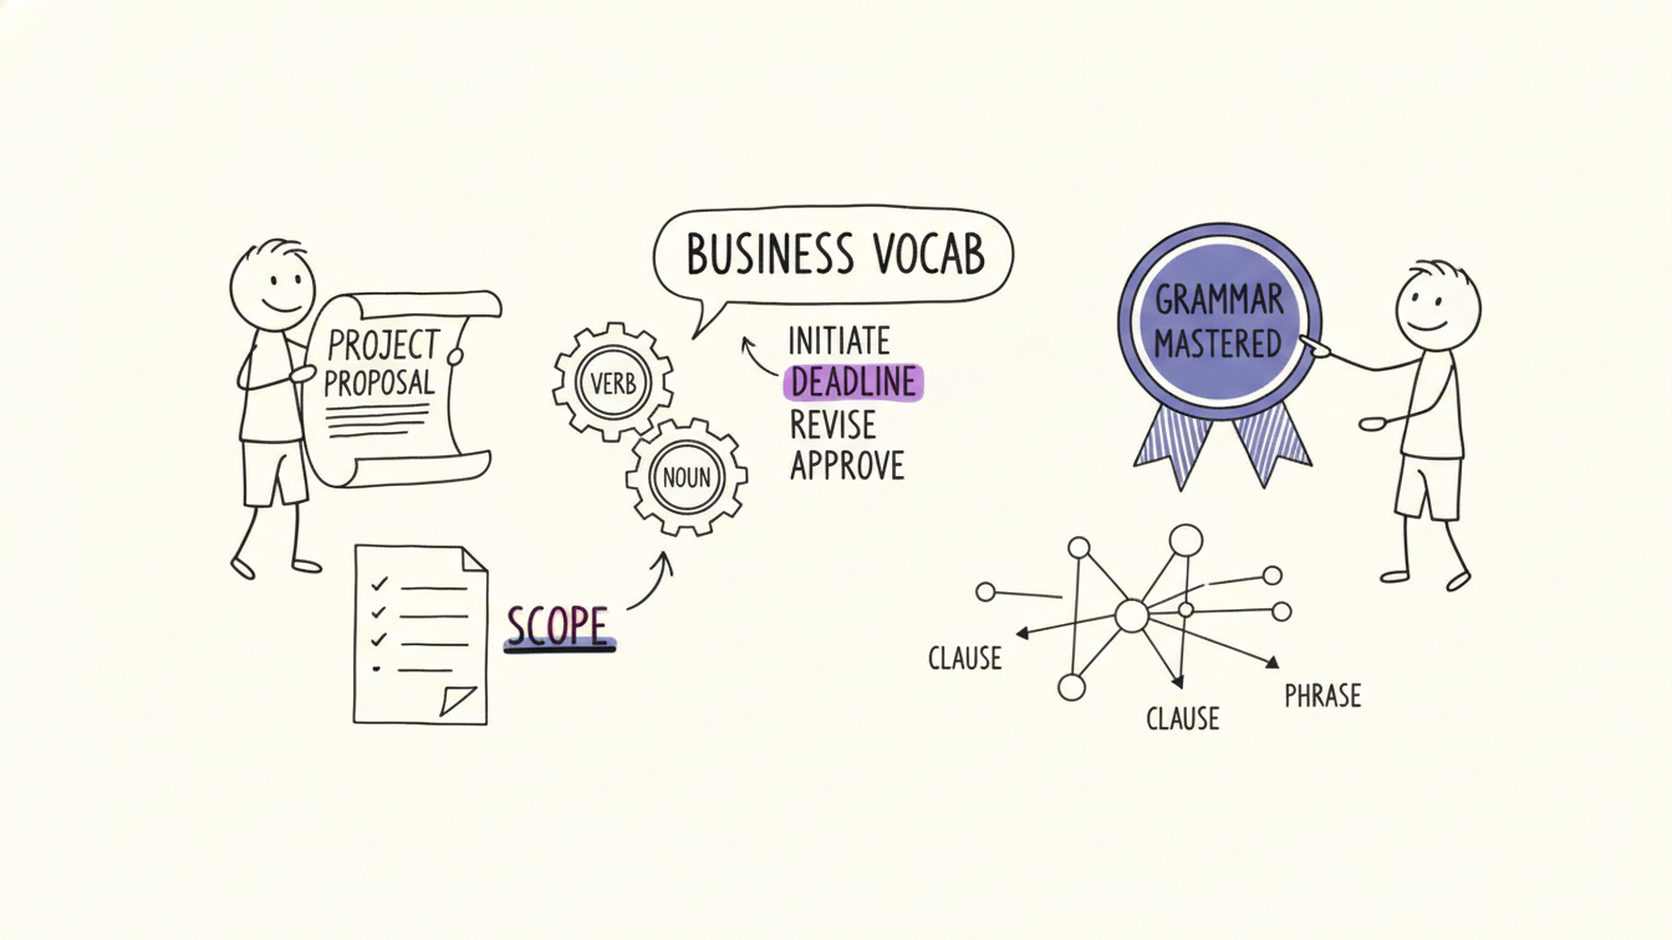 PROJECT
PROPOSAL
BUSINESS VOCAB
VERB
NOUN
INITIATE
DEADLINE
REVISE
APPROVE
SCOPE
GRAMMAR
MASTERED
CLAUSE
CLAUSE
PHRASE